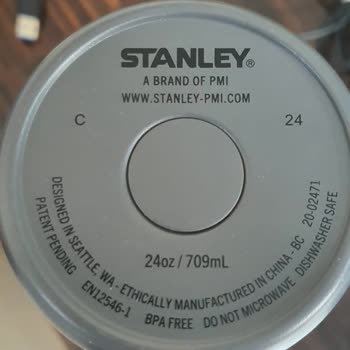 STANLEY®
A BRAND OF PMI
WWW.STANLEY-PMI.COM
C
24
24oz / 709mL
DESIGNED IN SEATTLE, WA - ETHICALLY MANUFACTURED IN CHINA - BC 20-02471
PATENT PENDING EN12546-1 BPA FREE DO NOT MICROWAVE DISHWASHER SAFE